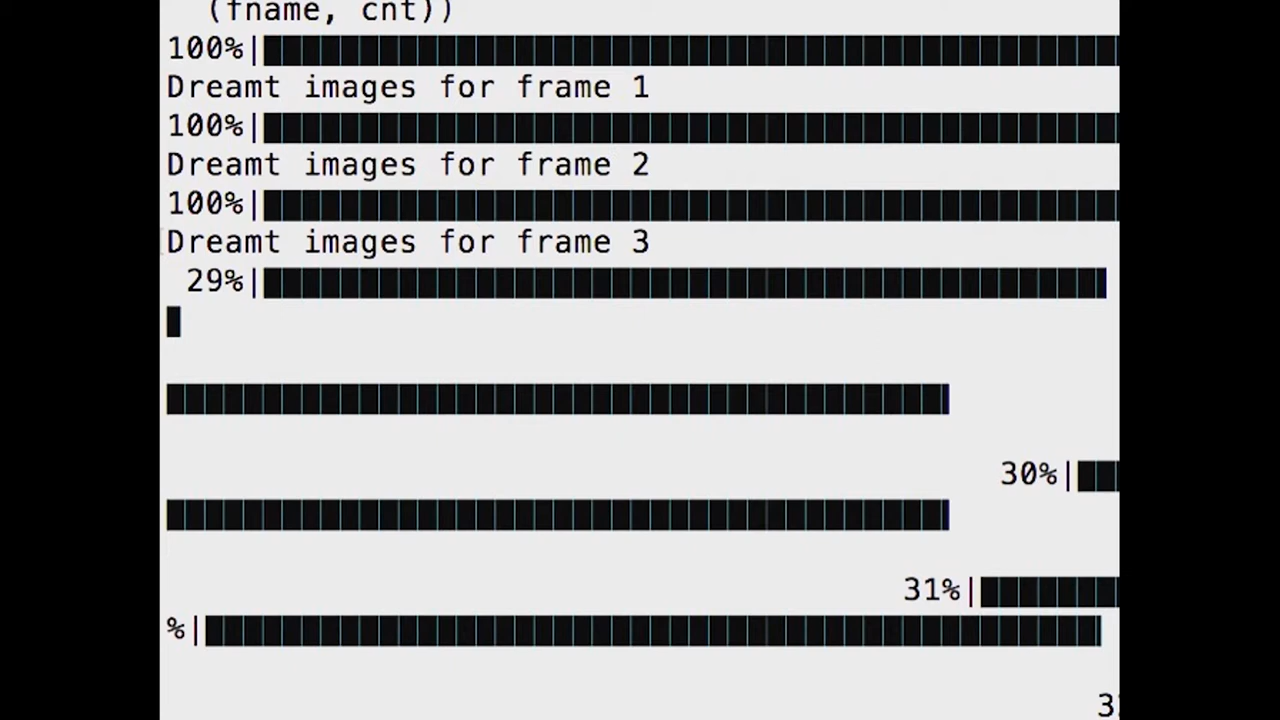 (fname, cnt))
100%|
Dreamt images for frame 1
100%|
Dreamt images for frame 2
100%|
Dreamt images for frame 3
29%|
30%|
31%|
%|